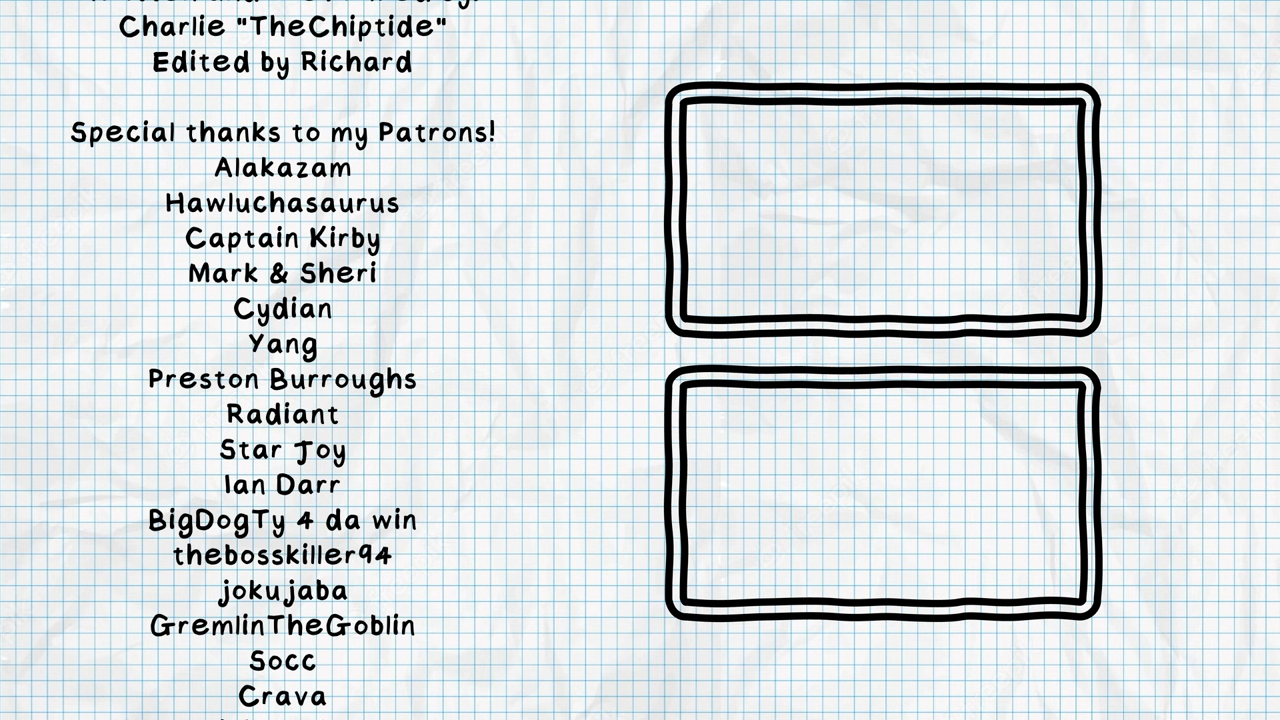 Charlie "TheChiptide"
Edited by Richard
Special thanks to my Patrons!
Alakazam
Hawluchasaurus
Captain Kirby
Mark & Sheri
Cydian
Yang
Preston Burroughs
Radiant
Star Joy
Ian Darr
BigDogTy 4 da win
thebosskiller94
jokujaba
GremlinTheGoblin
Socc
Crava